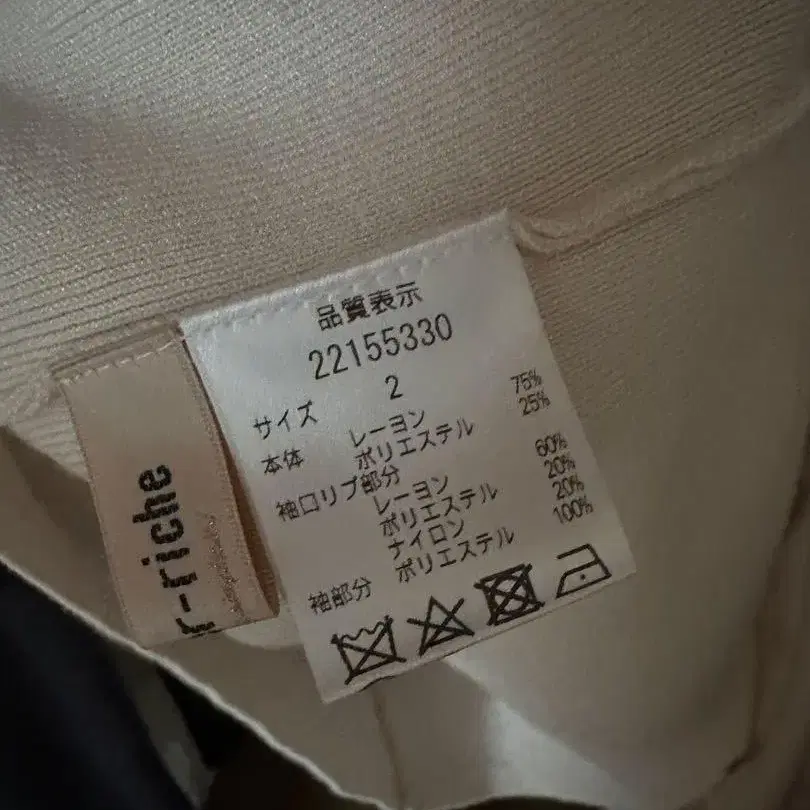 品質表示
22155330
サイズ 2
本体 レーヨン 75%
ポリエステル 25%
袖口リブ部分
レーヨン 60%
ポリエステル 20%
ナイロン 20%
袖部分 ポリエステル 100%
r-riche